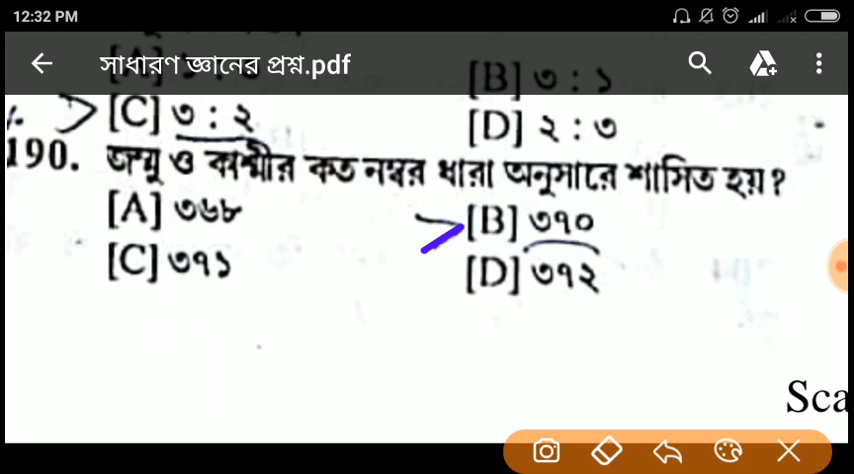 12:32 PM
সাধারণ জ্ঞানের প্রশ্ন.pdf
[B] ৩ : ১
[C] ৩ : ২
[D] ২ : ৩
190. জম্মু ও কাশ্মীর কত নম্বর ধারা অনুসারে শাসিত হয়?
[A] ৩৬৮
[B] ৩৭০
[C] ৩৭১
[D] ৩৭২
Sca